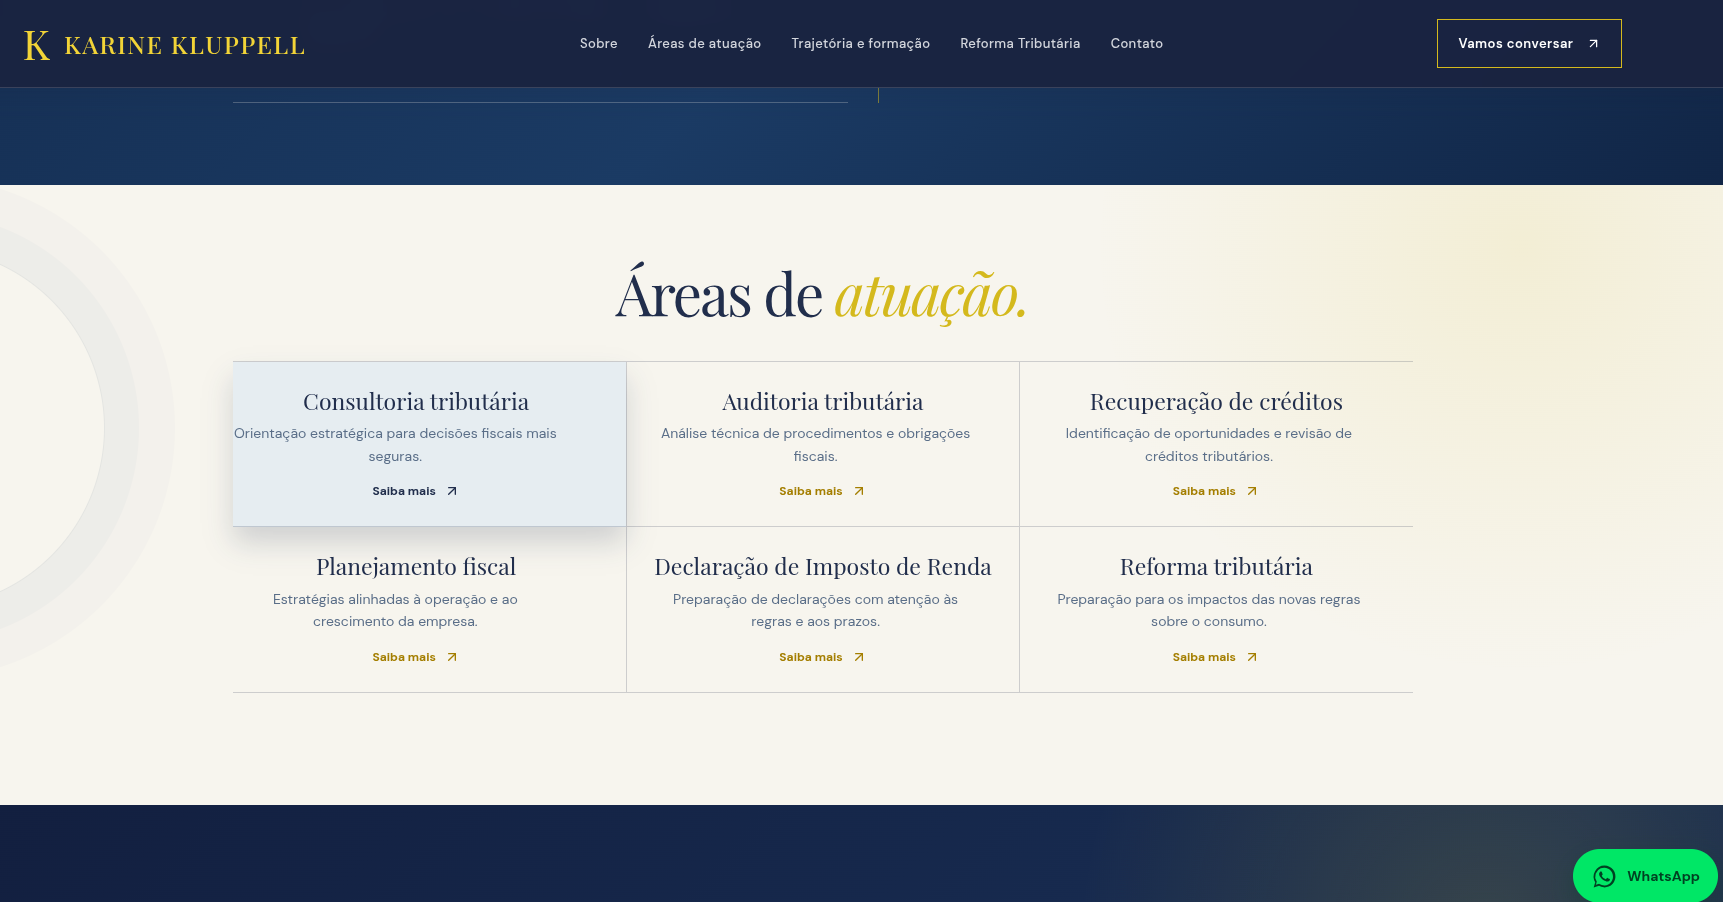 K KARINE KLUPPELL
Sobre
Áreas de atuação
Trajetória e formação
Reforma Tributária
Contato
Vamos conversar
Áreas de atuação.
Consultoria tributária
Orientação estratégica para decisões fiscais mais
seguras.
Saiba mais
Auditoria tributária
Análise técnica de procedimentos e obrigações
fiscais.
Saiba mais
Recuperação de créditos
Identificação de oportunidades e revisão de
créditos tributários.
Saiba mais
Planejamento fiscal
Estratégias alinhadas à operação e ao
crescimento da empresa.
Saiba mais
Declaração de Imposto de Renda
Preparação de declarações com atenção às
regras e aos prazos.
Saiba mais
Reforma tributária
Preparação para os impactos das novas regras
sobre o consumo.
Saiba mais
WhatsApp